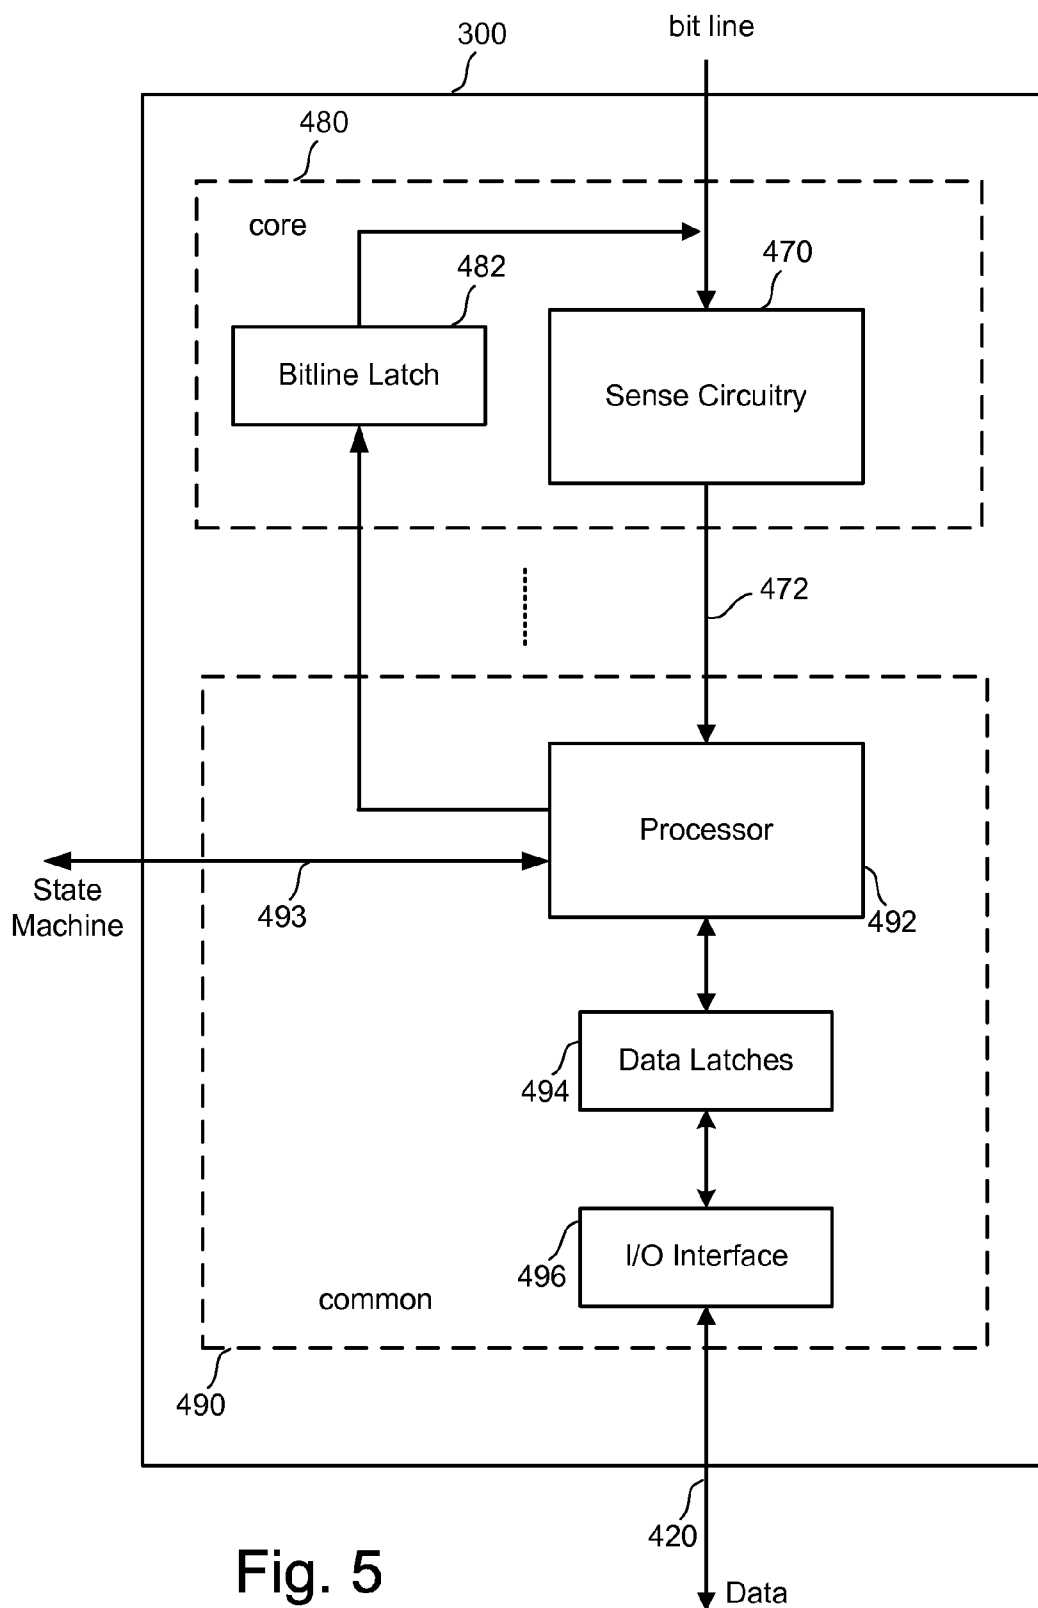 bit line
300
480
core
482
470
Bitline Latch
Sense Circuitry
472
Processor
State
Machine
493
492
494
Data Latches
496
I/O Interface
common
490
420
Fig. 5
Data